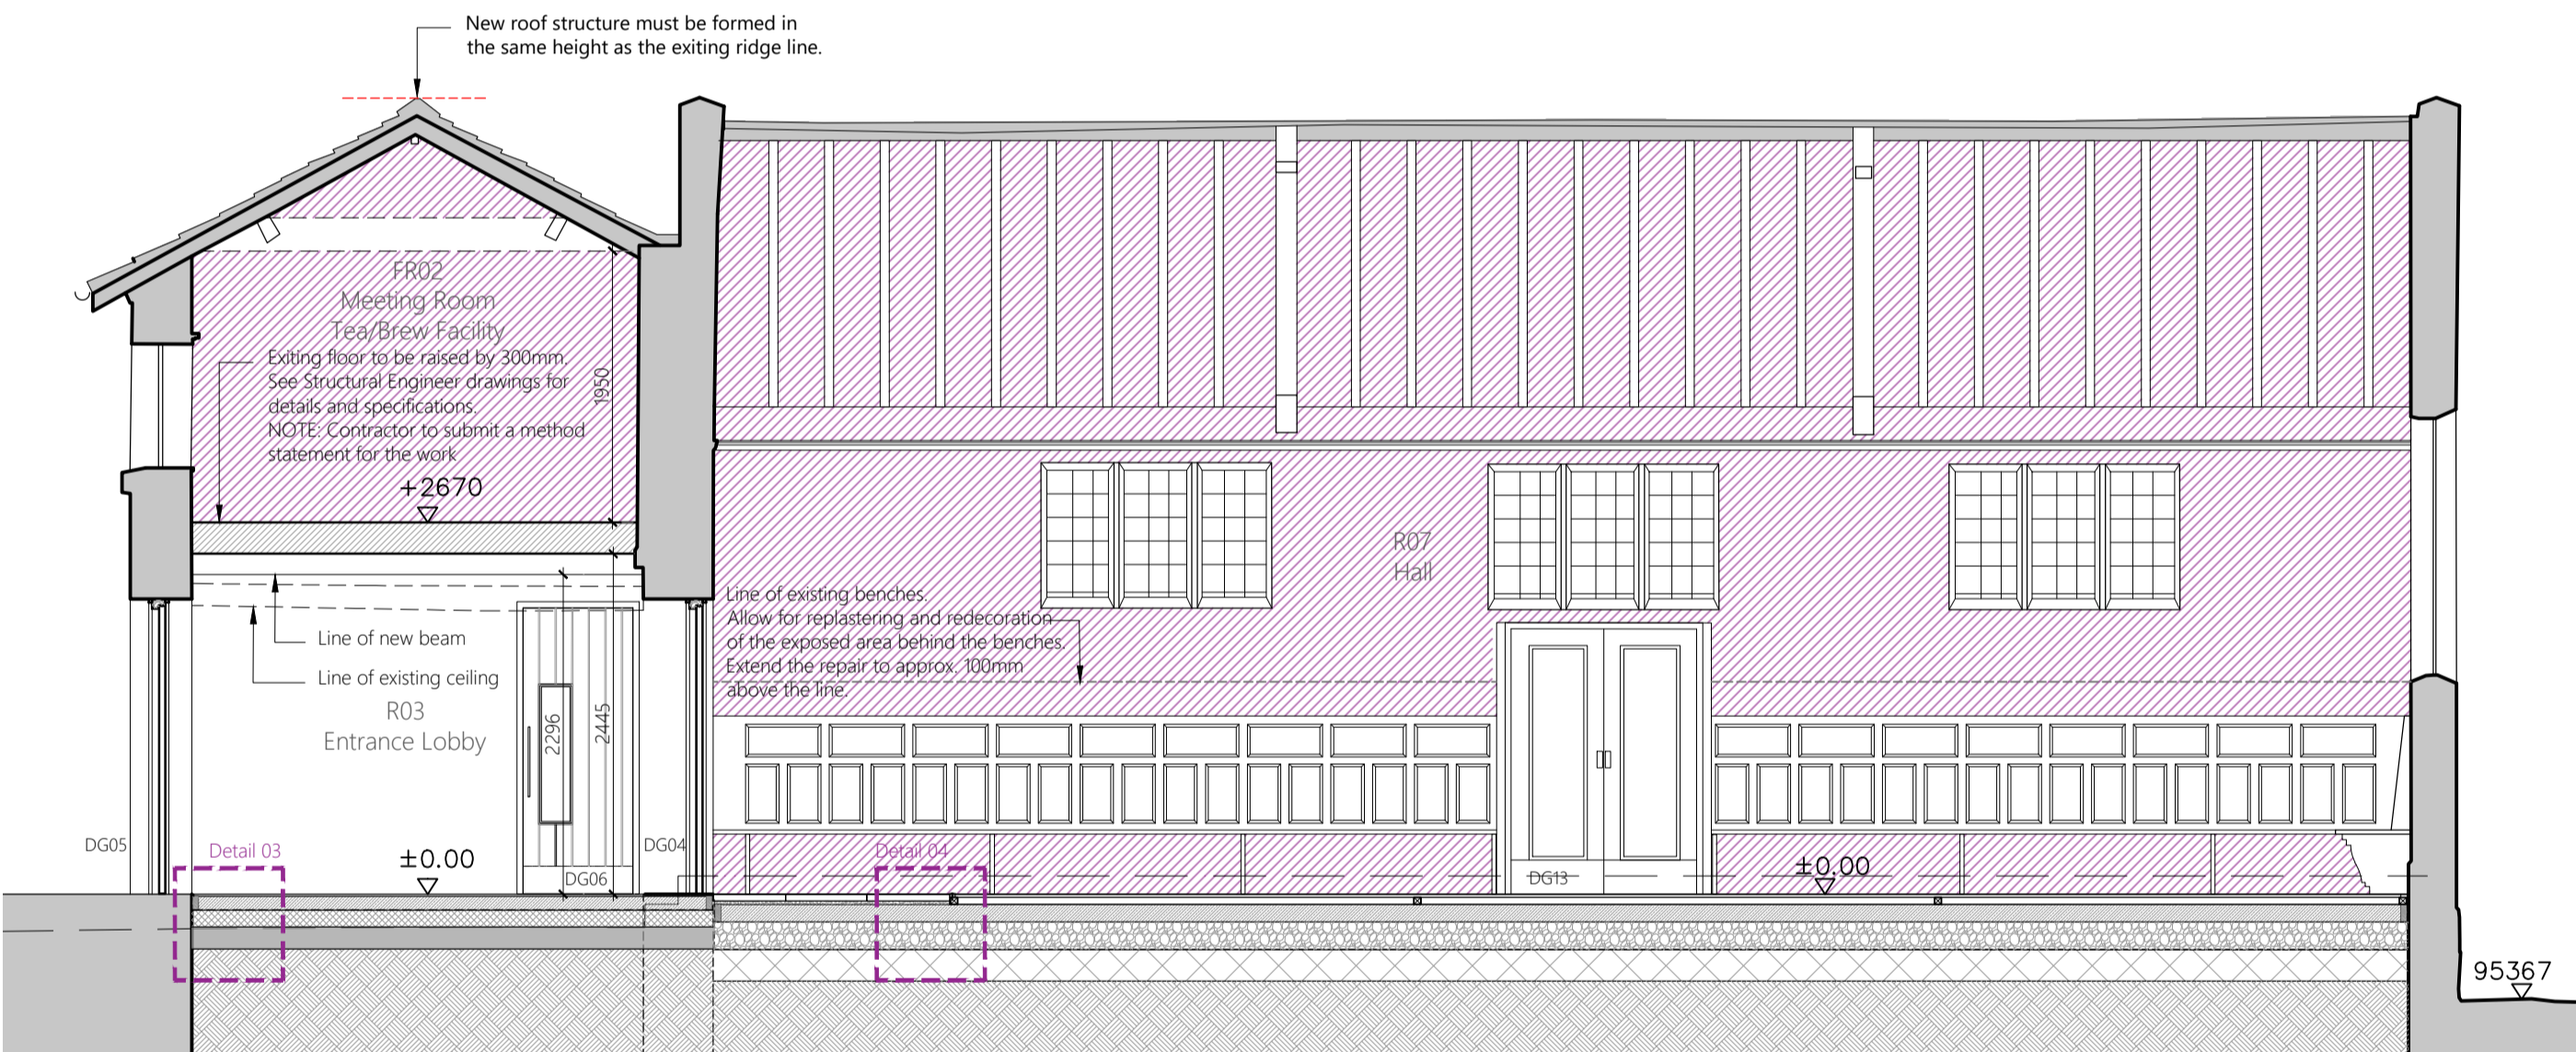 New roof structure must be formed in
the same height as the exiting ridge line.
FR02
Meeting Room
Tea/Brew Facility
Exiting floor to be raised by 300mm.
See Structural Engineer drawings for
details and specifications.
NOTE: Contractor to submit a method
statement for the work
1950
+2670
R07
Hall
Line of existing benches.
Allow for replastering and redecoration
of the exposed area behind the benches.
Extend the repair to approx. 100mm
above the line.
Line of new beam
Line of existing ceiling
R03
Entrance Lobby
2296
2445
DG05
Detail 03
±0.00
DG06
DG04
Detail 04
DG13
±0.00
95367